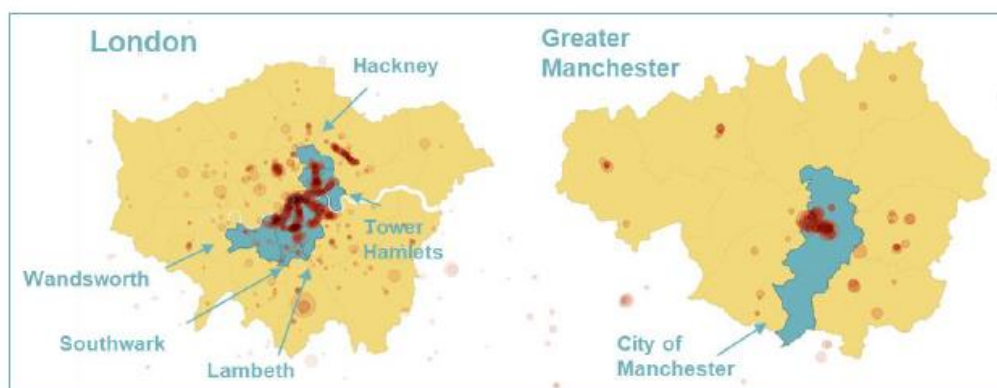 London
Hackney
Tower
Hamlets
Wandsworth
Southwark
Lambeth
Greater
Manchester
City of
Manchester